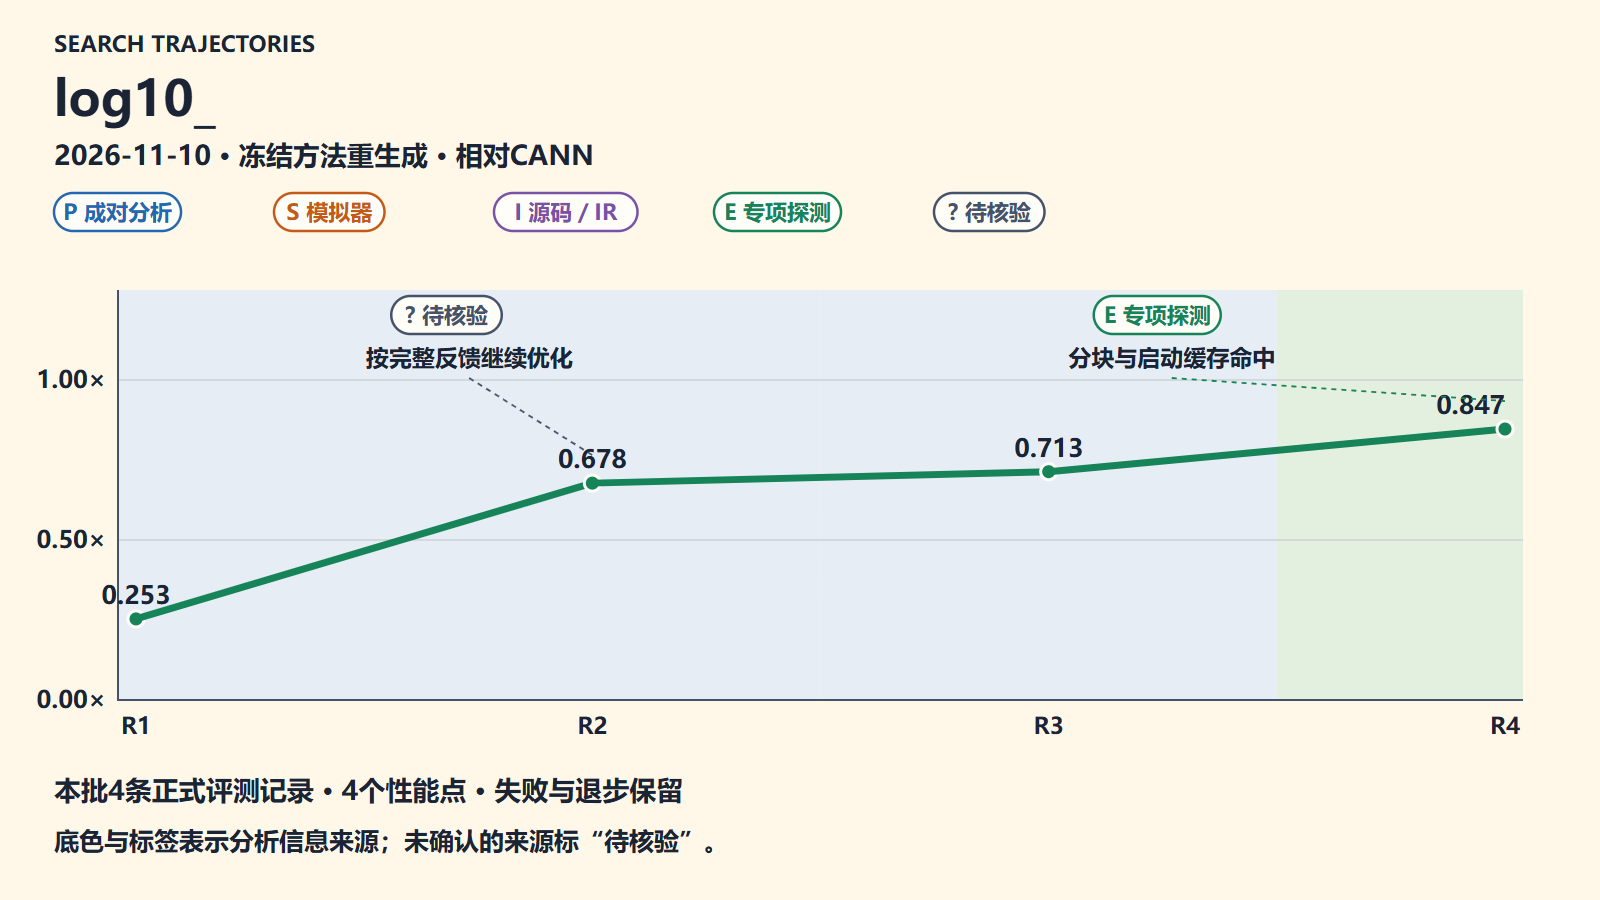 SEARCH TRAJECTORIES
log10_
2026-11-10 • 冻结方法重生成 • 相对CANN
P 成对分析
S 模拟器
I 源码 / IR
E 专项探测
? 待核验
? 待核验
按完整反馈继续优化
E 专项探测
分块与启动缓存命中
1.00×
0.50×
0.00×
0.253
0.678
0.713
0.847
R1
R2
R3
R4
本批4条正式评测记录 • 4个性能点 • 失败与退步保留
底色与标签表示分析信息来源；未确认的来源标“待核验”。